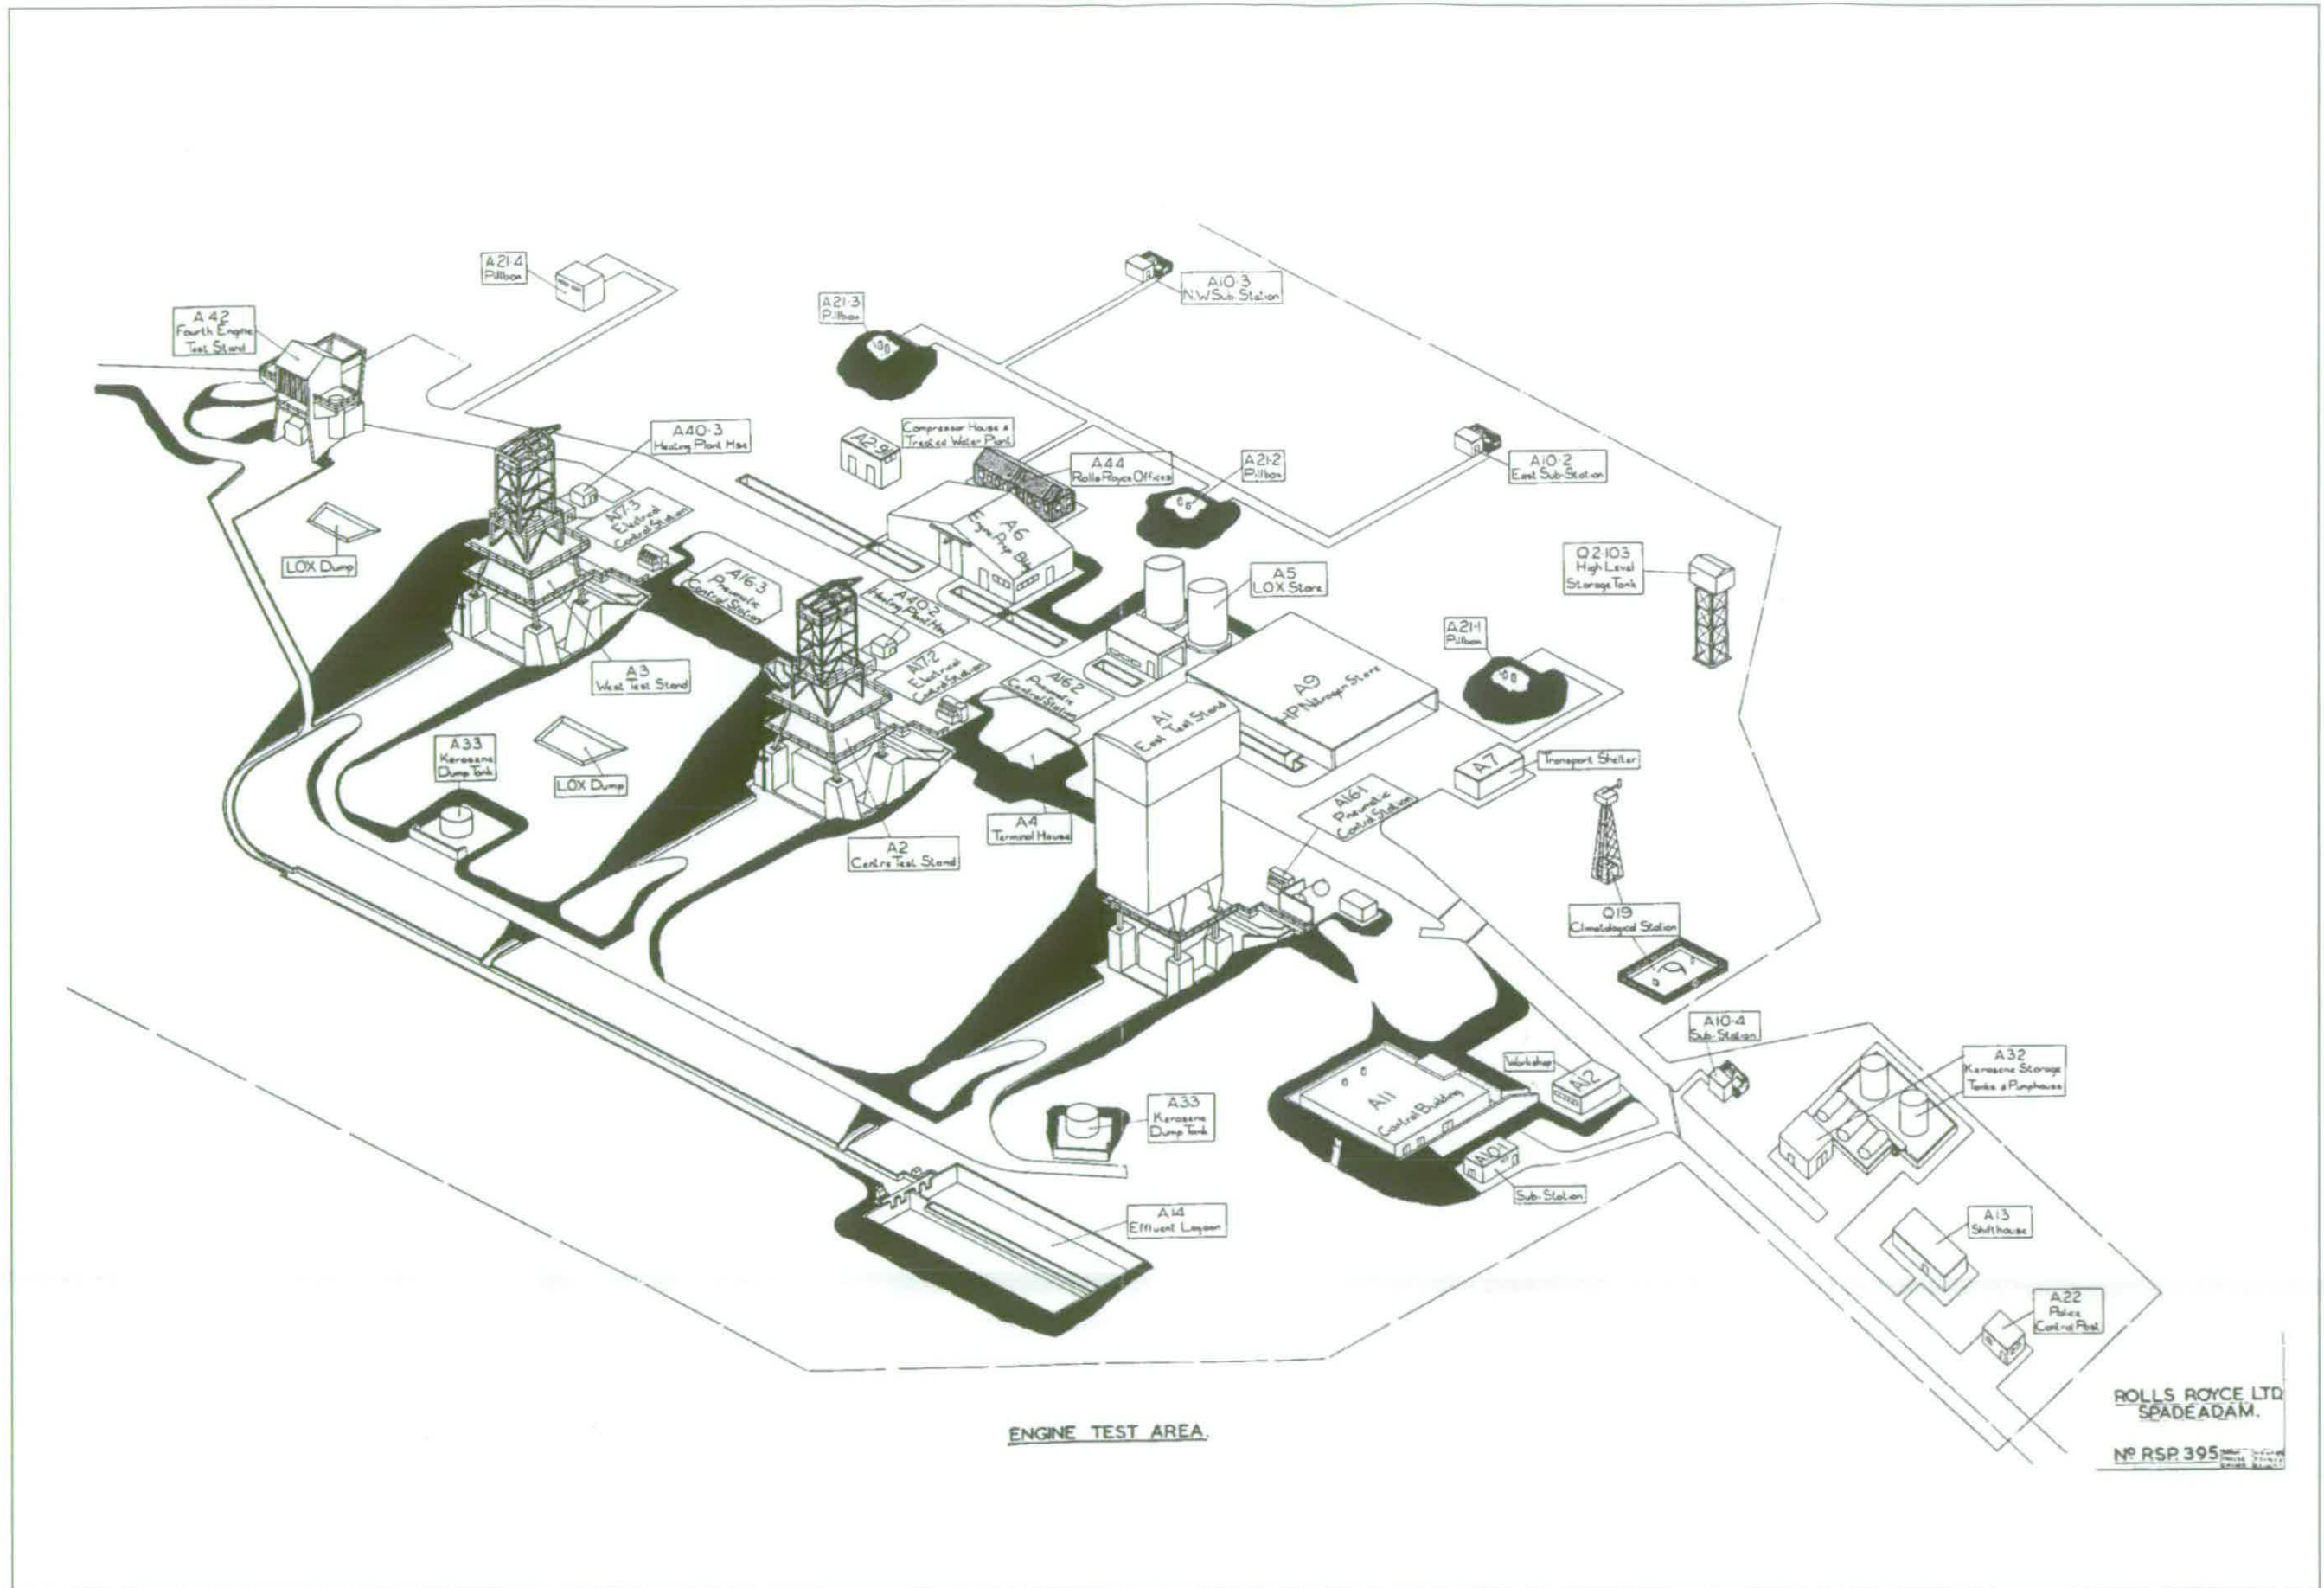 A21·4
Pillbox
A10·3
N.W Sub Station
A21·3
Pillbox
A42
Fourth Engine
Test Stand
A40·3
Heating Plant Hse
A2·9
Compressor House &
Treated Water Plant
A44
Rolls-Royce Offices
A21·2
Pillbox
A10·2
East Sub-Station
A17·3
Electrical
Control Station
A6
Engine Prep Bldg
LOX Dump
Q2·103
High Level
Storage Tank
A5
LOX Store
A16·3
Pneumatic
Control Station
A40·2
Heating Plant Hse
A21·1
Pillbox
A3
West Test Stand
A17·2
Electrical
Control Station
A16·2
Pneumatic
Control Station
A9
HP Nitrogen Store
A1
East Test Stand
A33
Kerosene
Dump Tank
LOX Dump
A7
Transport Shelter
A16·1
Pneumatic
Control Station
A4
Terminal House
A2
Centre Test Stand
Q19
Climatological Station
A10·4
Sub-Station
A32
Kerosene Storage
Tanks & Pumphouse
Workshop
A12
A11
Control Building
A33
Kerosene
Dump Tank
A10·1
Sub-Station
A14
Effluent Lagoon
A13
Shifthouse
A22
Police
Control Post
ROLLS ROYCE LTD
SPADEADAM.
ENGINE TEST AREA.
Nº RSP. 395